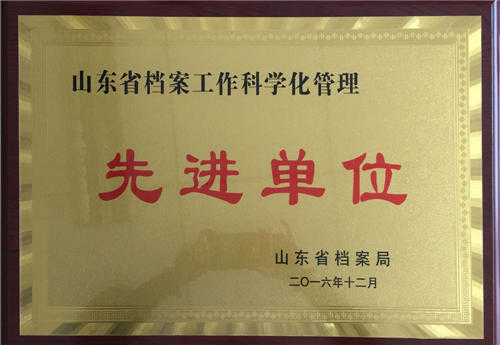 山东省档案工作科学化管理
先进单位
山东省档案局
二〇一六年十二月